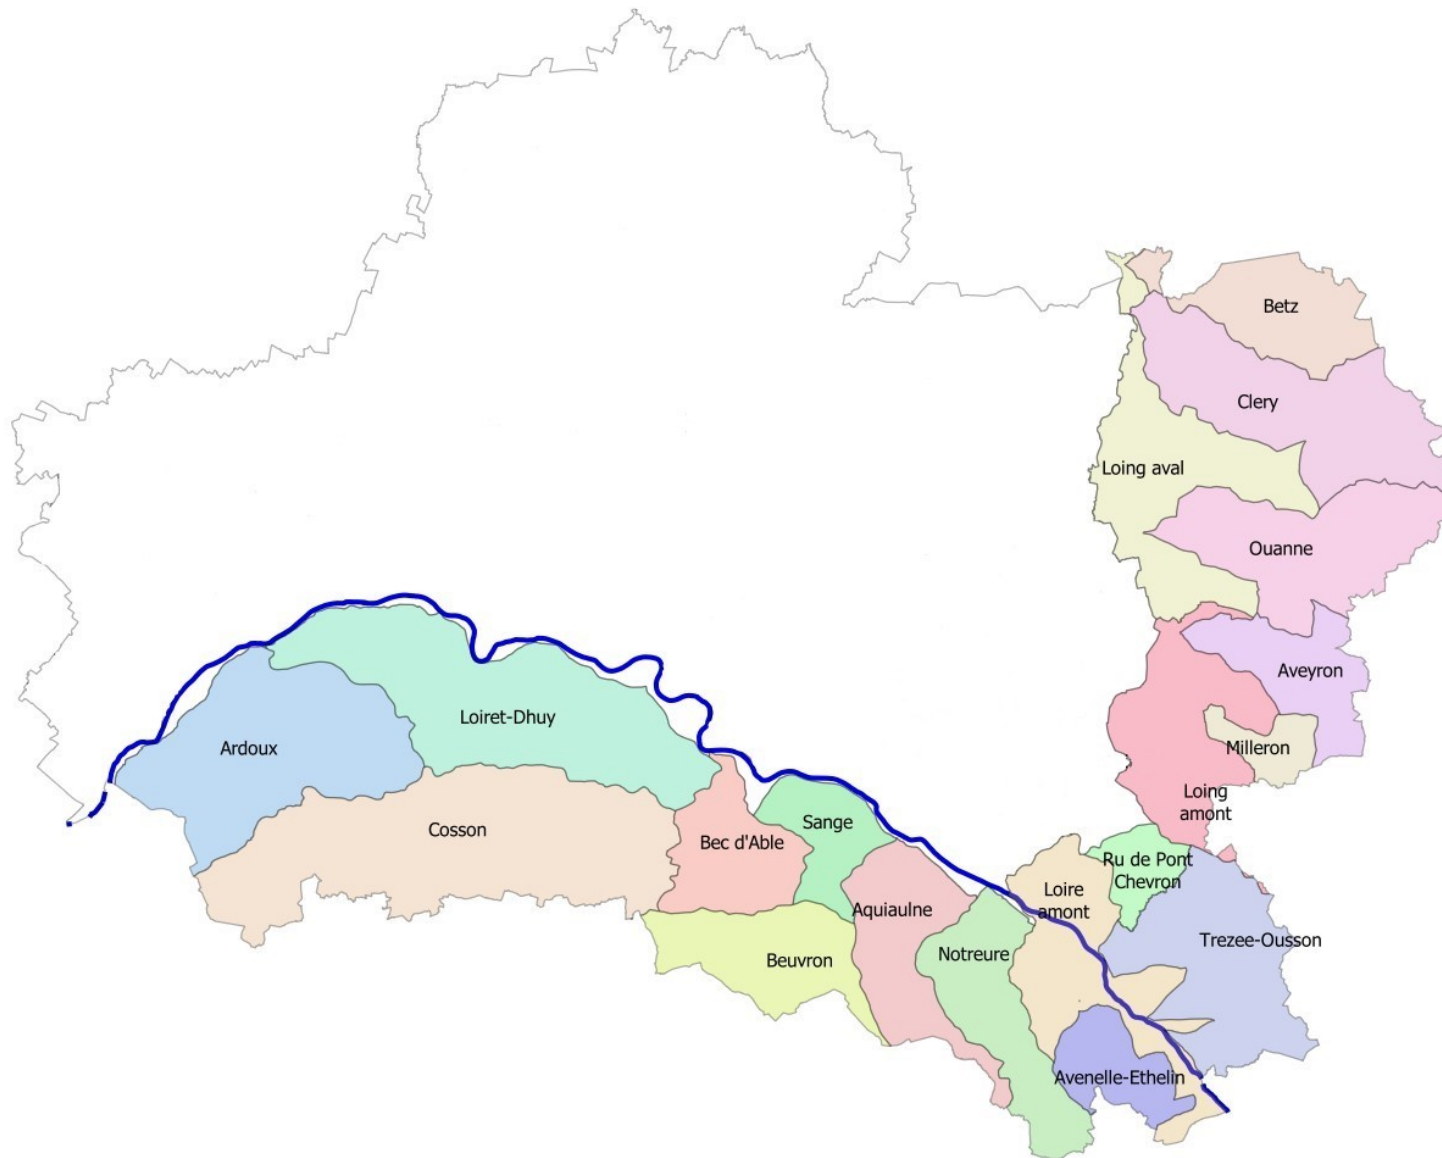 Betz
Clery
Loing aval
Ouanne
Aveyron
Loiret-Dhuy
Ardoux
Milleron
Loing
amont
Sange
Cosson
Bec d'Able
Ru de Pont
Chevron
Loire
amont
Aquiaulne
Trezee-Ousson
Notreure
Beuvron
Avenelle-Ethelin